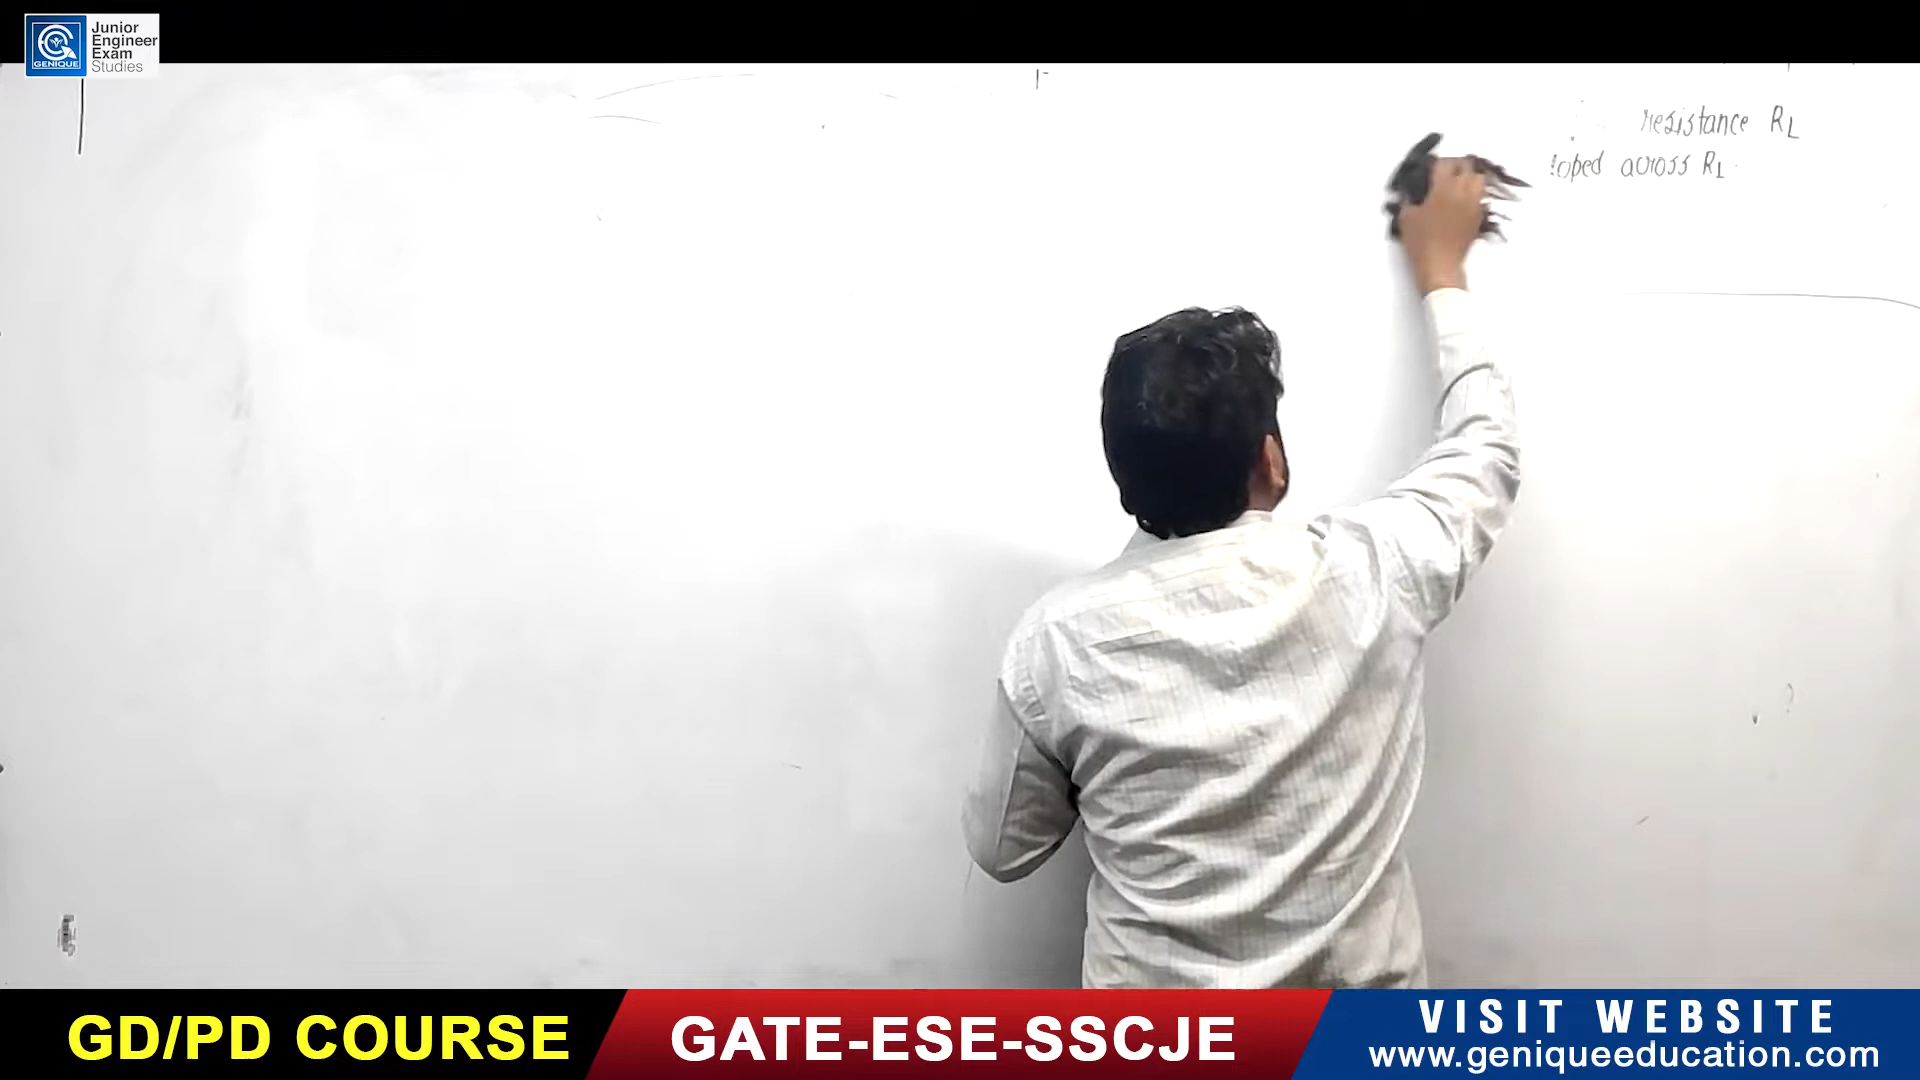 Junior
Engineer
Exam
Studies
GENIQUE
resistance RL
loped across RL
GD/PD COURSE
GATE-ESE-SSCJE
VISIT WEBSITE
www.geniqueeducation.com